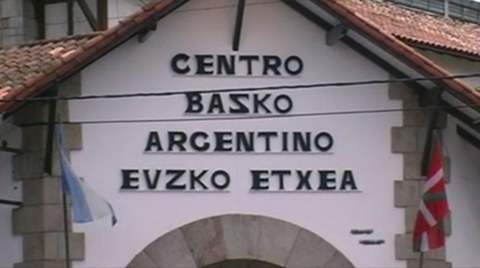 CENTRO
BASKO
ARGENTINO
EVZKO ETXEA